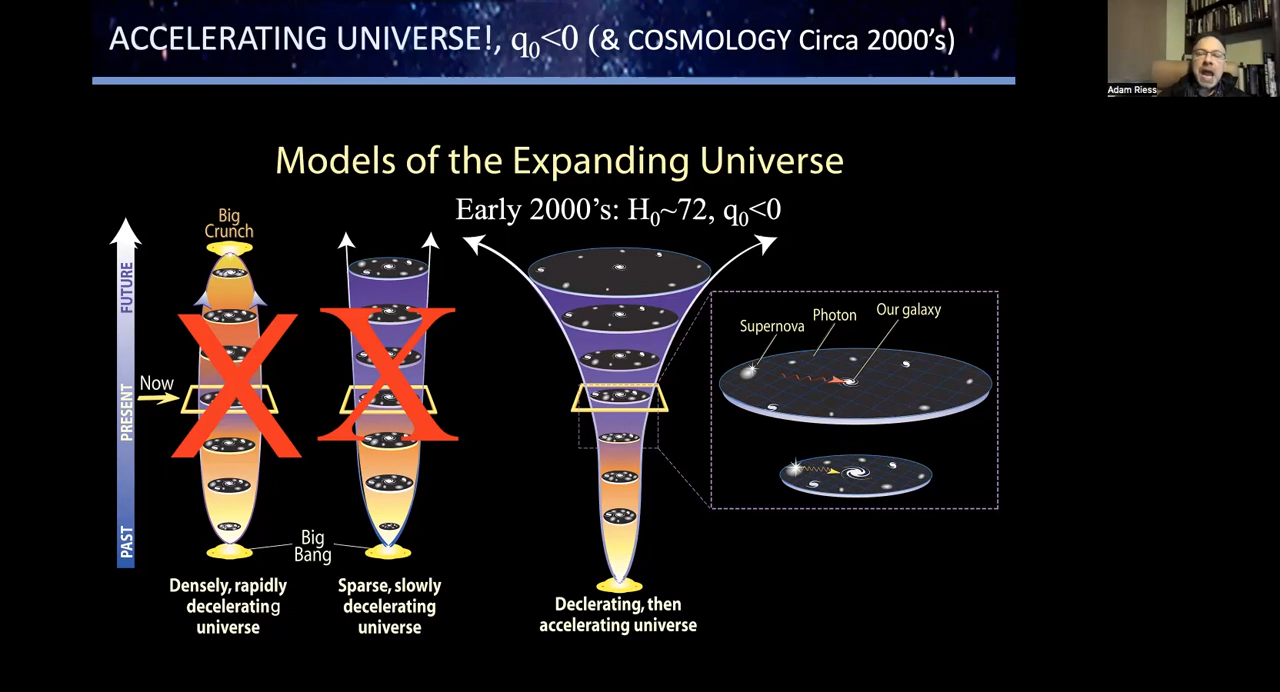 ACCELERATING UNIVERSE!, q₀<0 (& COSMOLOGY Circa 2000's)
Adam Riess
Models of the Expanding Universe
Early 2000's: H₀~72, q₀<0
Big
Crunch
FUTURE
PRESENT
PAST
Now
Big
Bang
Supernova
Photon
Our galaxy
Densely, rapidly
decelerating
universe
Sparse, slowly
decelerating
universe
Declerating, then
accelerating universe